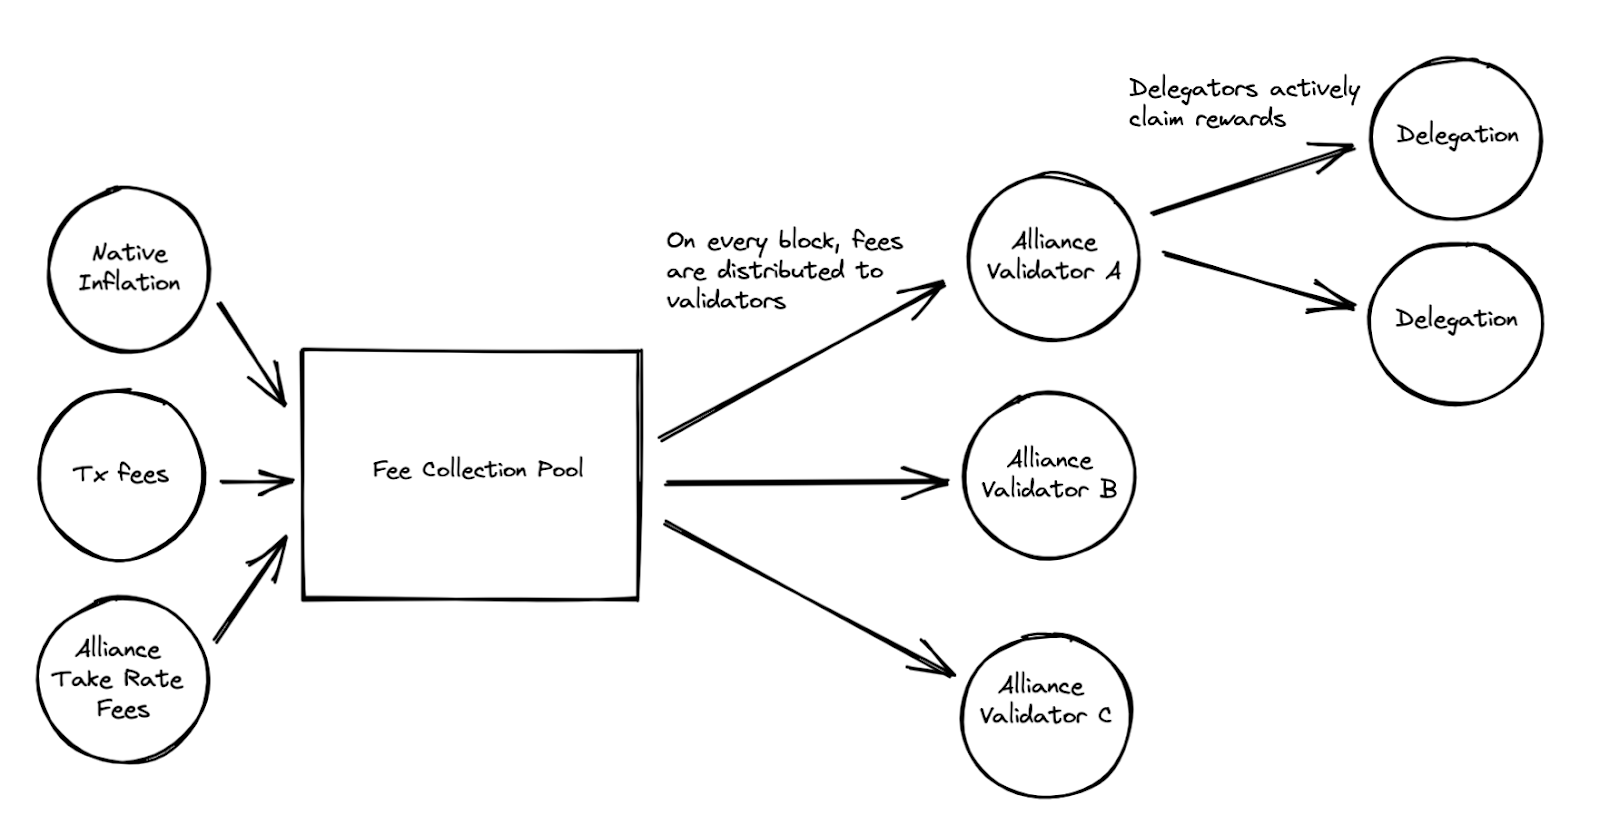 Native
Inflation
Tx fees
Alliance
Take Rate
Fees
Fee Collection Pool
On every block, fees
are distributed to
validators
Alliance
Validator A
Alliance
Validator B
Alliance
Validator C
Delegators actively
claim rewards
Delegation
Delegation